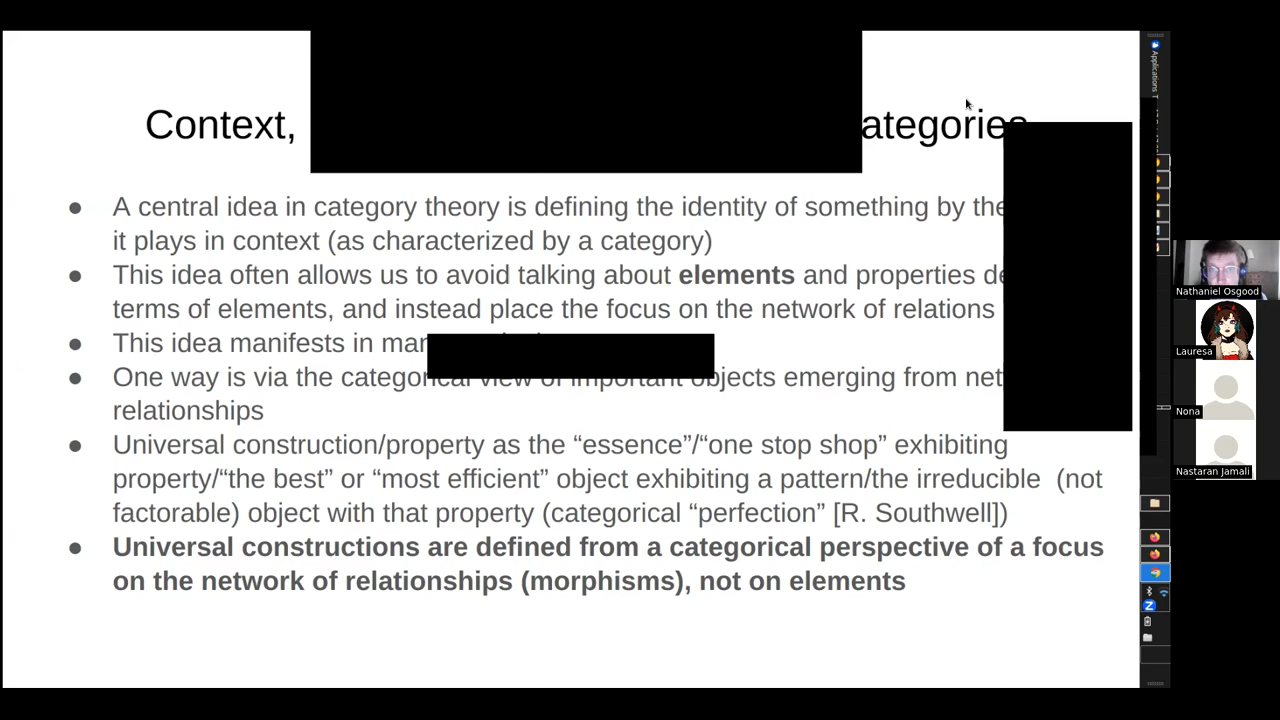 Context, ategories
A central idea in category theory is defining the identity of something by the
it plays in context (as characterized by a category)
This idea often allows us to avoid talking about elements and properties de
terms of elements, and instead place the focus on the network of relations
This idea manifests in mar
One way is via the categorical view of important objects emerging from net
relationships
Universal construction/property as the “essence”/“one stop shop” exhibiting
property/“the best” or “most efficient” object exhibiting a pattern/the irreducible (not
factorable) object with that property (categorical “perfection” [R. Southwell])
Universal constructions are defined from a categorical perspective of a focus
on the network of relationships (morphisms), not on elements
Applications
Nathaniel Osgood
Lauresa
Nona
Nastaran Jamali